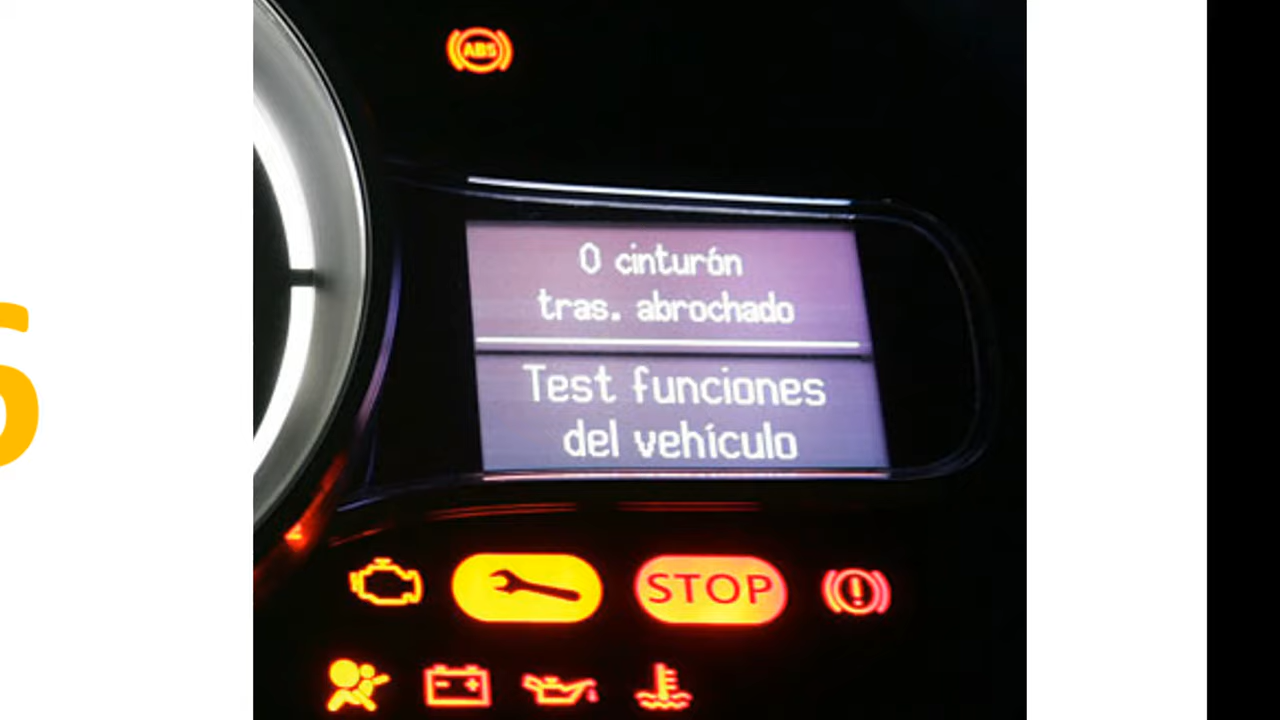 ABS
0 cinturón
tras. abrochado
Test funciones
del vehículo
STOP